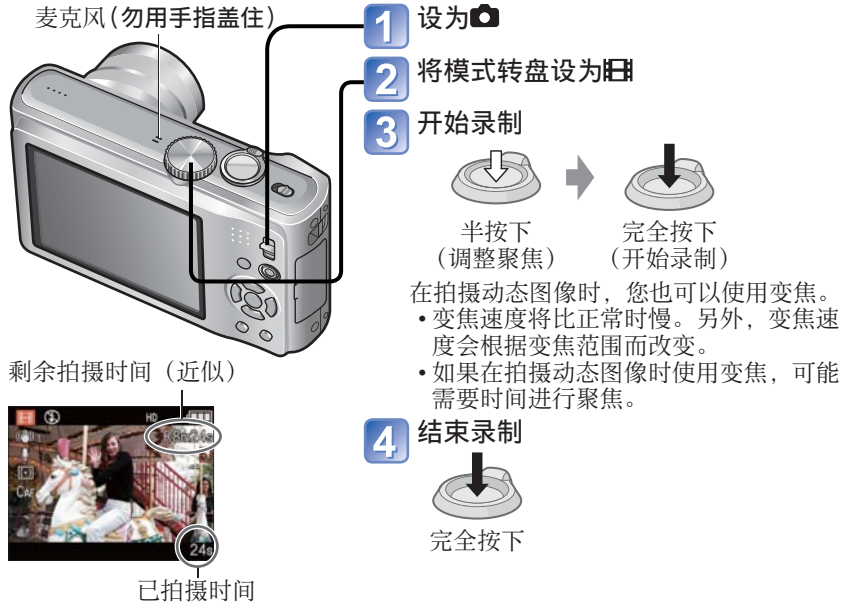 麦克风(勿用手指盖住)
1 设为
2 将模式转盘设为
3 开始录制
半按下
(调整聚焦)
完全按下
(开始录制)
在拍摄动态图像时，您也可以使用变焦。
•变焦速度将比正常时慢。另外，变焦速
度会根据变焦范围而改变。
•如果在拍摄动态图像时使用变焦，可能
需要时间进行聚焦。
4 结束录制
完全按下
剩余拍摄时间（近似）
HD
24s
已拍摄时间